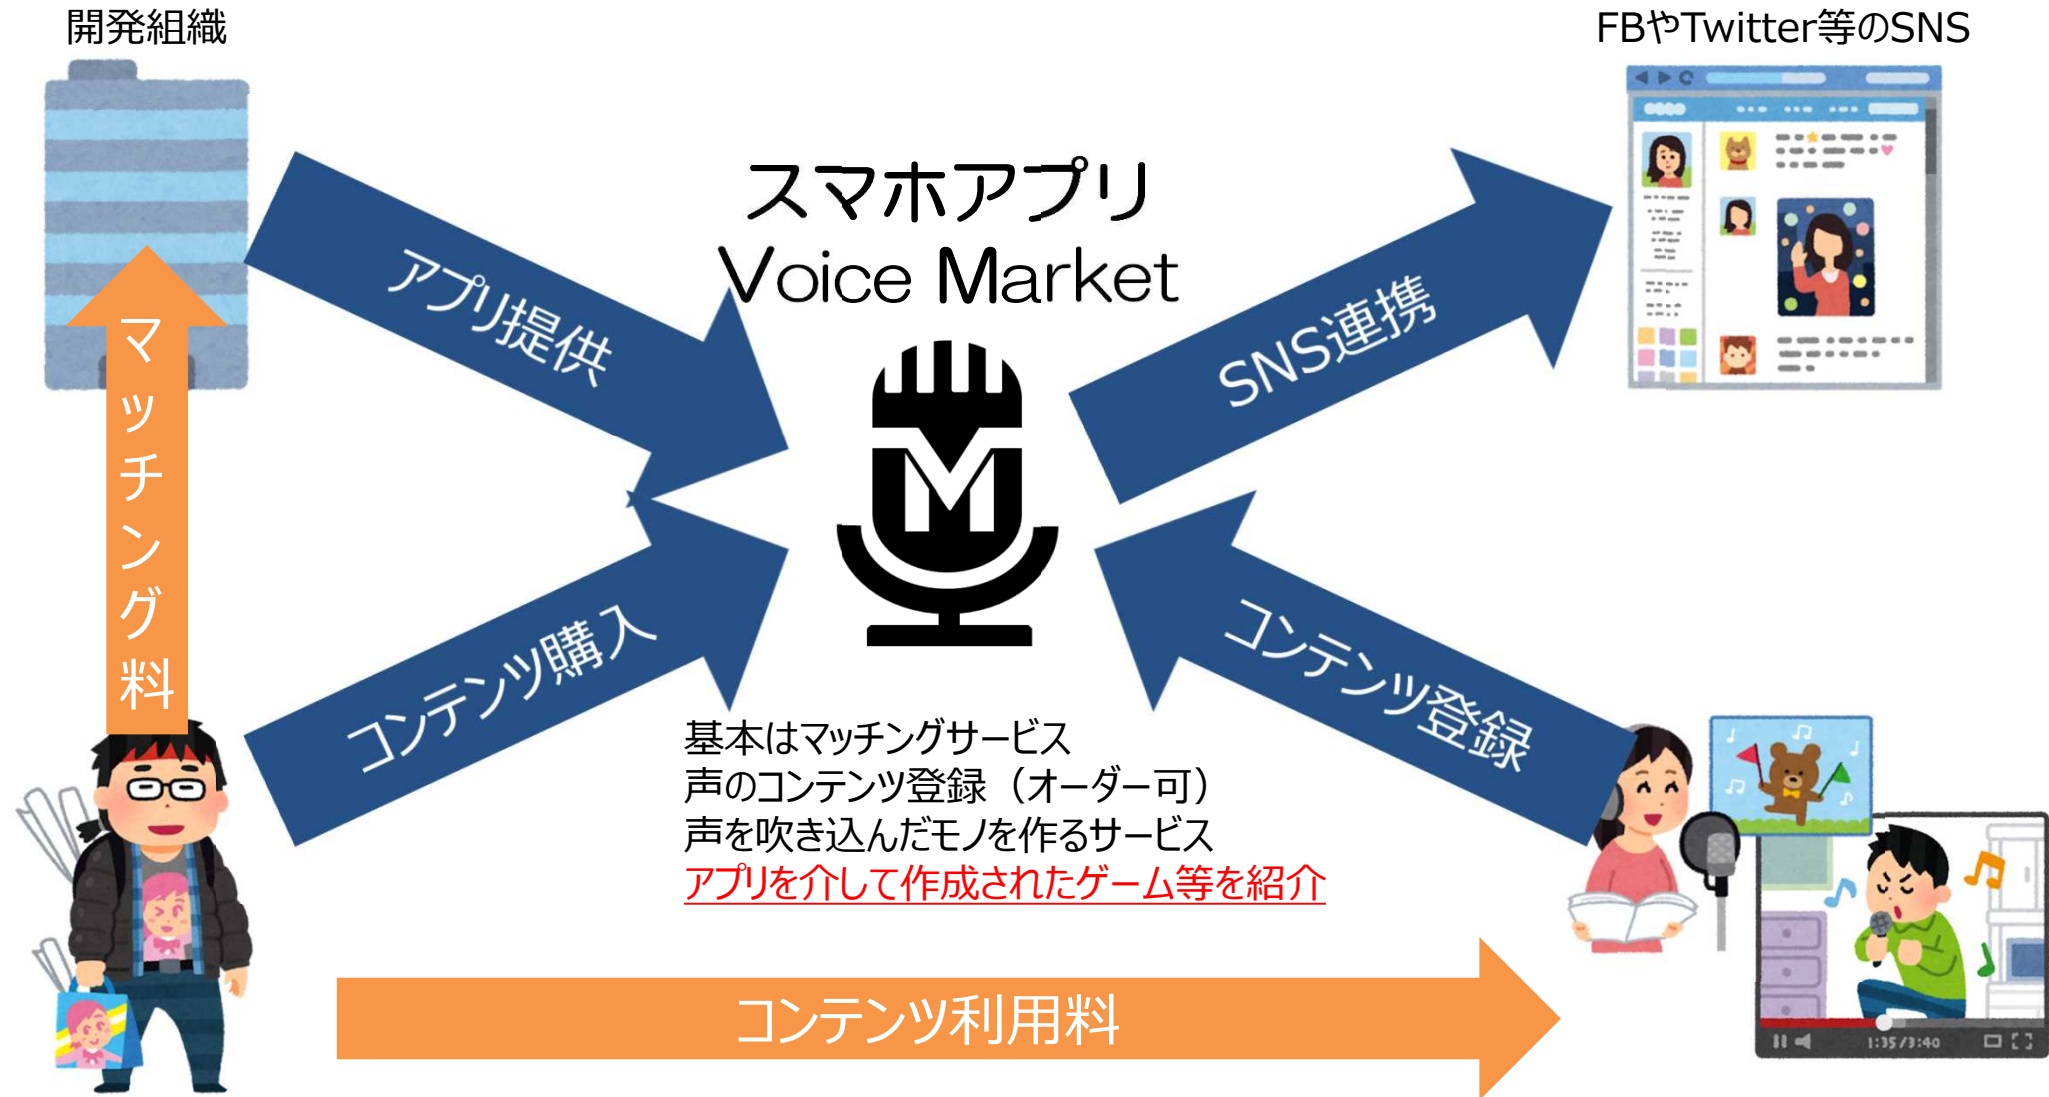 開発組織
FBやTwitter等のSNS
スマホアプリ
Voice Market
アプリ提供
SNS連携
マッチング料
M
コンテンツ購入
コンテンツ登録
基本はマッチングサービス
声のコンテンツ登録（オーダー可）
声を吹き込んだモノを作るサービス
アプリを介して作成されたゲーム等を紹介
コンテンツ利用料
1:35/3:40